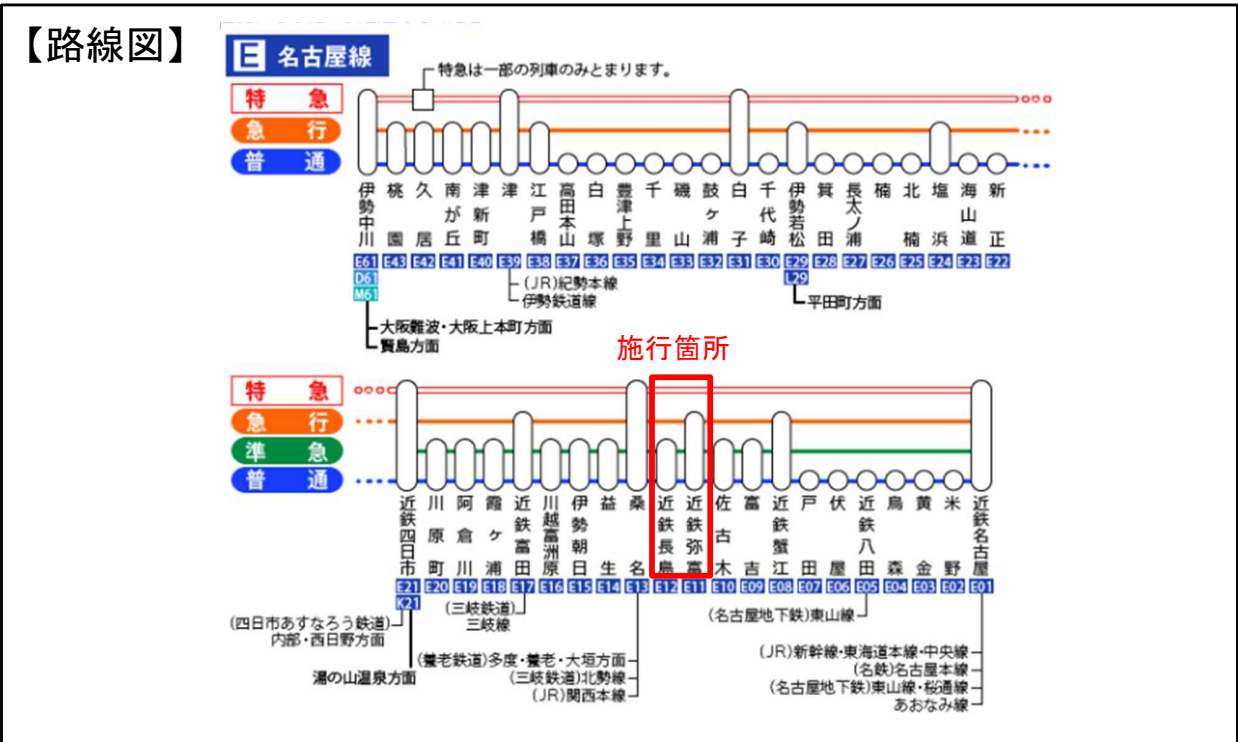 【路線図】
E 名古屋線
特急は一部の列車のみとまります。
特急
急行
普通
伊勢中川
桃園
久居
南が丘
津新町
津
江戸橋
高田本山
白塚
豊津上野
千里
磯山
鼓ヶ浦
白子
千代崎
伊勢若松
箕田
長太ノ浦
楠
北楠
塩浜
海山道
新正
E61 E43 E42 E41 E40 E39 E38 E37 E36 E35 E34 E33 E32 E31 E30 E29 E28 E27 E26 E25 E24 E23 E22
D61
L29
M61
(JR)紀勢本線
伊勢鉄道線
平田町方面
大阪難波・大阪上本町方面
賢島方面
施行箇所
特急
急行
準急
普通
近鉄四日市
川原町
阿倉川
霞ヶ浦
近鉄富田
川越富洲原
伊勢朝日
益生
桑名
近鉄長島
近鉄弥富
佐古木
富吉
近鉄蟹江
戸田
伏屋
近鉄八田
烏森
黄金
米野
近鉄名古屋
E21 E20 E19 E18 E17 E16 E15 E14 E13 E12 E11 E10 E09 E08 E07 E06 E05 E04 E03 E02 E01
K21
(四日市あすなろう鉄道)
内部・西日野方面
湯の山温泉方面
(三岐鉄道)
三岐線
(養老鉄道)多度・養老・大垣方面
(三岐鉄道)北勢線
(JR)関西本線
(名古屋地下鉄)東山線
(JR)新幹線・東海道本線・中央線
(名鉄)名古屋本線
(名古屋地下鉄)東山線・桜通線
あおなみ線